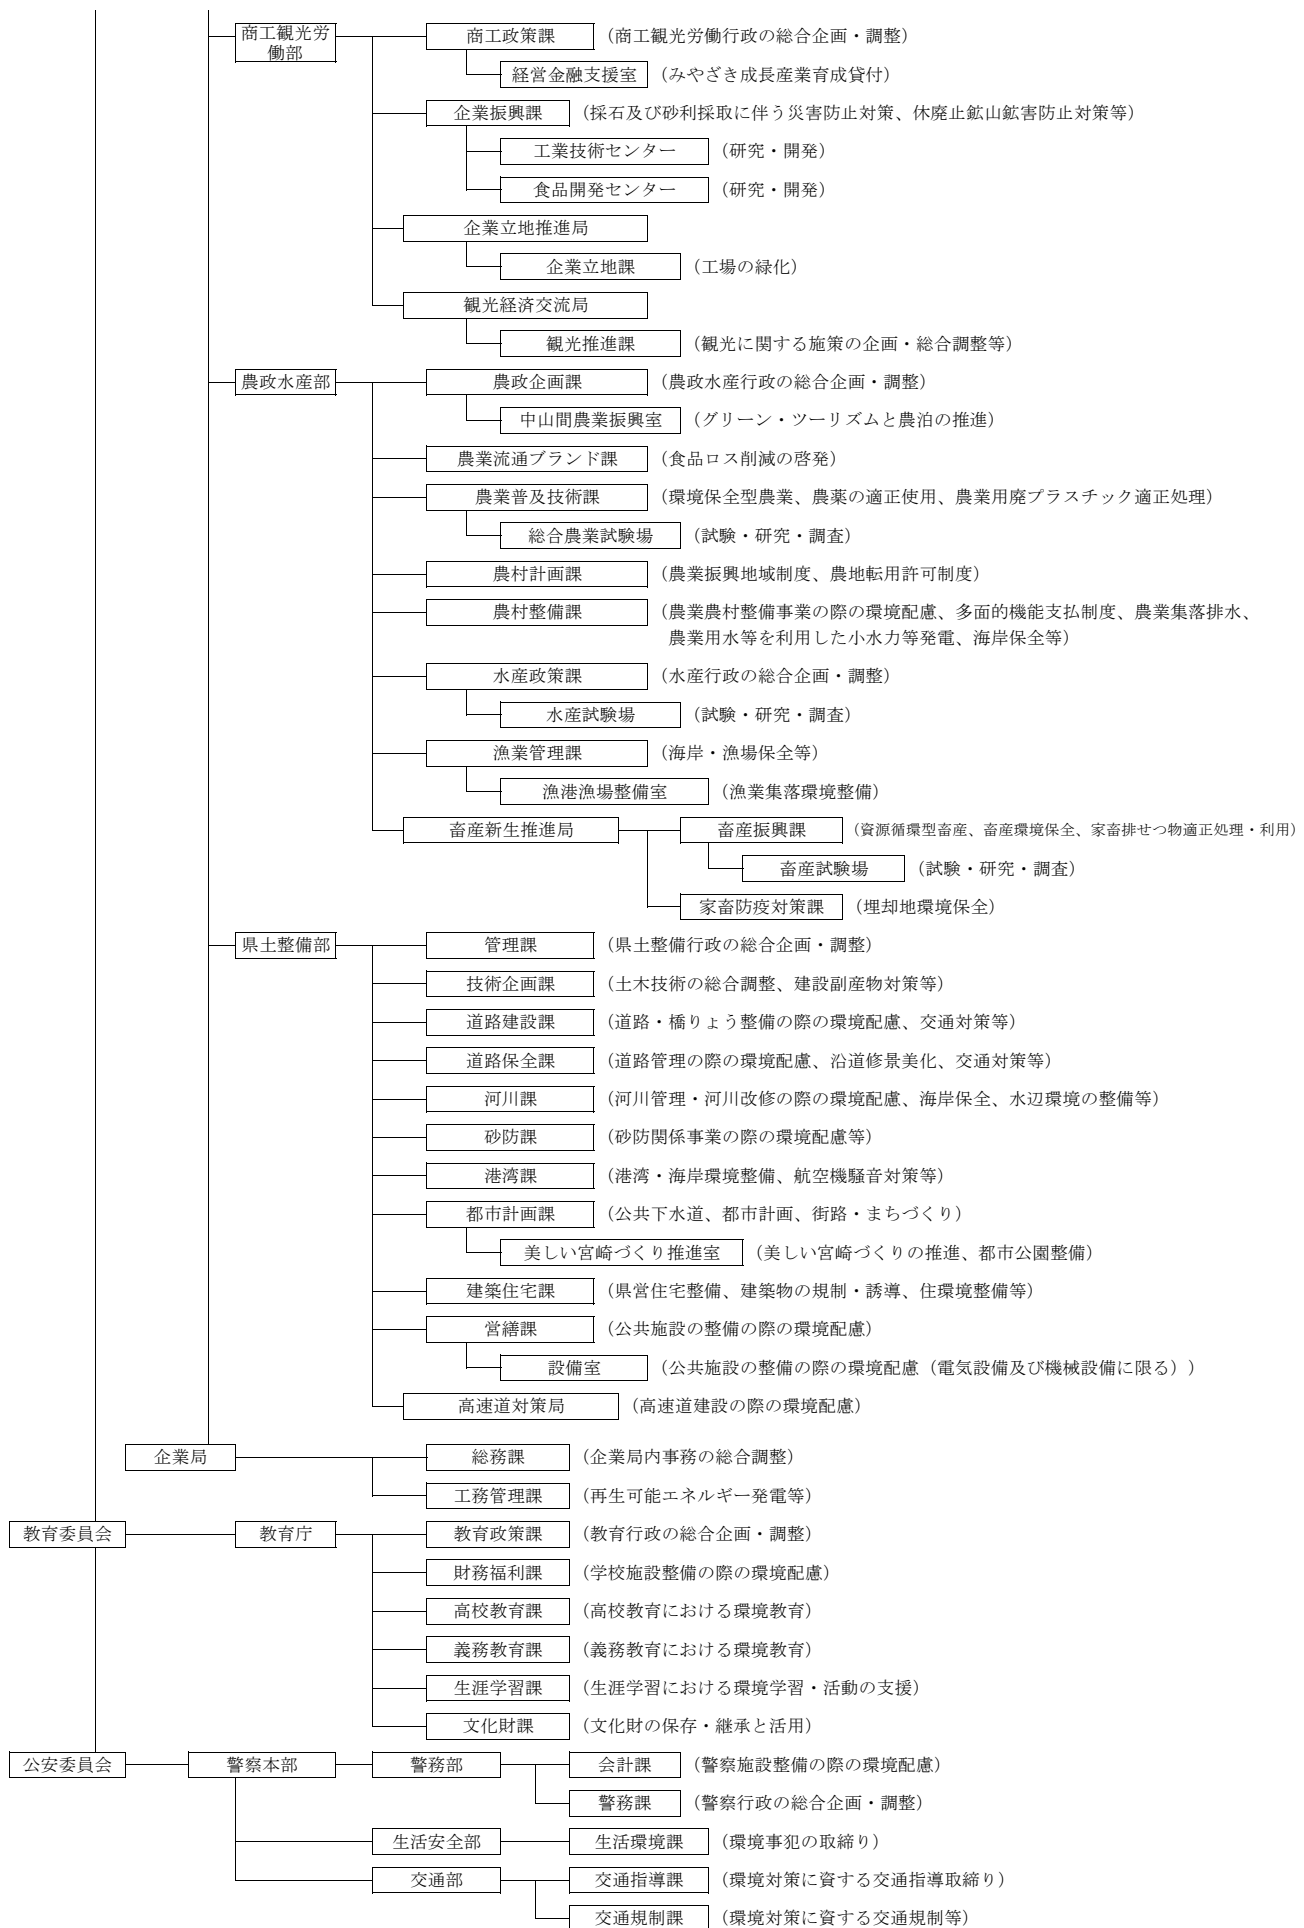 商工観光労
働部
商工政策課 （商工観光労働行政の総合企画・調整）
経営金融支援室 （みやざき成長産業育成貸付）
企業振興課 （採石及び砂利採取に伴う災害防止対策、休廃止鉱山鉱害防止対策等）
工業技術センター （研究・開発）
食品開発センター （研究・開発）
企業立地推進局
企業立地課 （工場の緑化）
観光経済交流局
観光推進課 （観光に関する施策の企画・総合調整等）
農政水産部 農政企画課 （農政水産行政の総合企画・調整）
中山間農業振興室 （グリーン・ツーリズムと農泊の推進）
農業流通ブランド課 （食品ロス削減の啓発）
農業普及技術課 （環境保全型農業、農薬の適正使用、農業用廃プラスチック適正処理）
総合農業試験場 （試験・研究・調査）
農村計画課 （農業振興地域制度、農地転用許可制度）
農村整備課 （農業農村整備事業の際の環境配慮、多面的機能支払制度、農業集落排水、
農業用水等を利用した小水力等発電、海岸保全等）
水産政策課 （水産行政の総合企画・調整）
水産試験場 （試験・研究・調査）
漁業管理課 （海岸・漁場保全等）
漁港漁場整備室 （漁業集落環境整備）
畜産新生推進局 畜産振興課 （資源循環型畜産、畜産環境保全、家畜排せつ物適正処理・利用）
畜産試験場 （試験・研究・調査）
家畜防疫対策課 （埋却地環境保全）
県土整備部 管理課 （県土整備行政の総合企画・調整）
技術企画課 （土木技術の総合調整、建設副産物対策等）
道路建設課 （道路・橋りょう整備の際の環境配慮、交通対策等）
道路保全課 （道路管理の際の環境配慮、沿道修景美化、交通対策等）
河川課 （河川管理・河川改修の際の環境配慮、海岸保全、水辺環境の整備等）
砂防課 （砂防関係事業の際の環境配慮等）
港湾課 （港湾・海岸環境整備、航空機騒音対策等）
都市計画課 （公共下水道、都市計画、街路・まちづくり）
美しい宮崎づくり推進室 （美しい宮崎づくりの推進、都市公園整備）
建築住宅課 （県営住宅整備、建築物の規制・誘導、住環境整備等）
営繕課 （公共施設の整備の際の環境配慮）
設備室 （公共施設の整備の際の環境配慮（電気設備及び機械設備に限る））
高速道対策局 （高速道建設の際の環境配慮）
企業局 総務課 （企業局内事務の総合調整）
工務管理課 （再生可能エネルギー発電等）
教育委員会 教育庁 教育政策課 （教育行政の総合企画・調整）
財務福利課 （学校施設整備の際の環境配慮）
高校教育課 （高校教育における環境教育）
義務教育課 （義務教育における環境教育）
生涯学習課 （生涯学習における環境学習・活動の支援）
文化財課 （文化財の保存・継承と活用）
公安委員会 警察本部 警務部 会計課 （警察施設整備の際の環境配慮）
警務課 （警察行政の総合企画・調整）
生活安全部 生活環境課 （環境事犯の取締り）
交通部 交通指導課 （環境対策に資する交通指導取締り）
交通規制課 （環境対策に資する交通規制等）